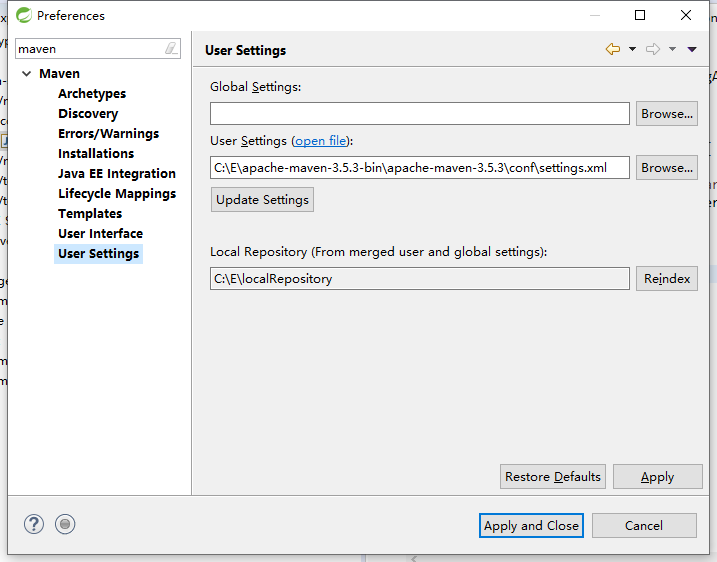 Preferences
maven
Maven
Archetypes
Discovery
Errors/Warnings
Installations
Java EE Integration
Lifecycle Mappings
Templates
User Interface
User Settings
User Settings
Global Settings:
Browse...
User Settings (open file):
C:\E\apache-maven-3.5.3-bin\apache-maven-3.5.3\conf\settings.xml
Browse...
Update Settings
Local Repository (From merged user and global settings):
C:\E\localRepository
Reindex
Restore Defaults
Apply
?
Apply and Close
Cancel